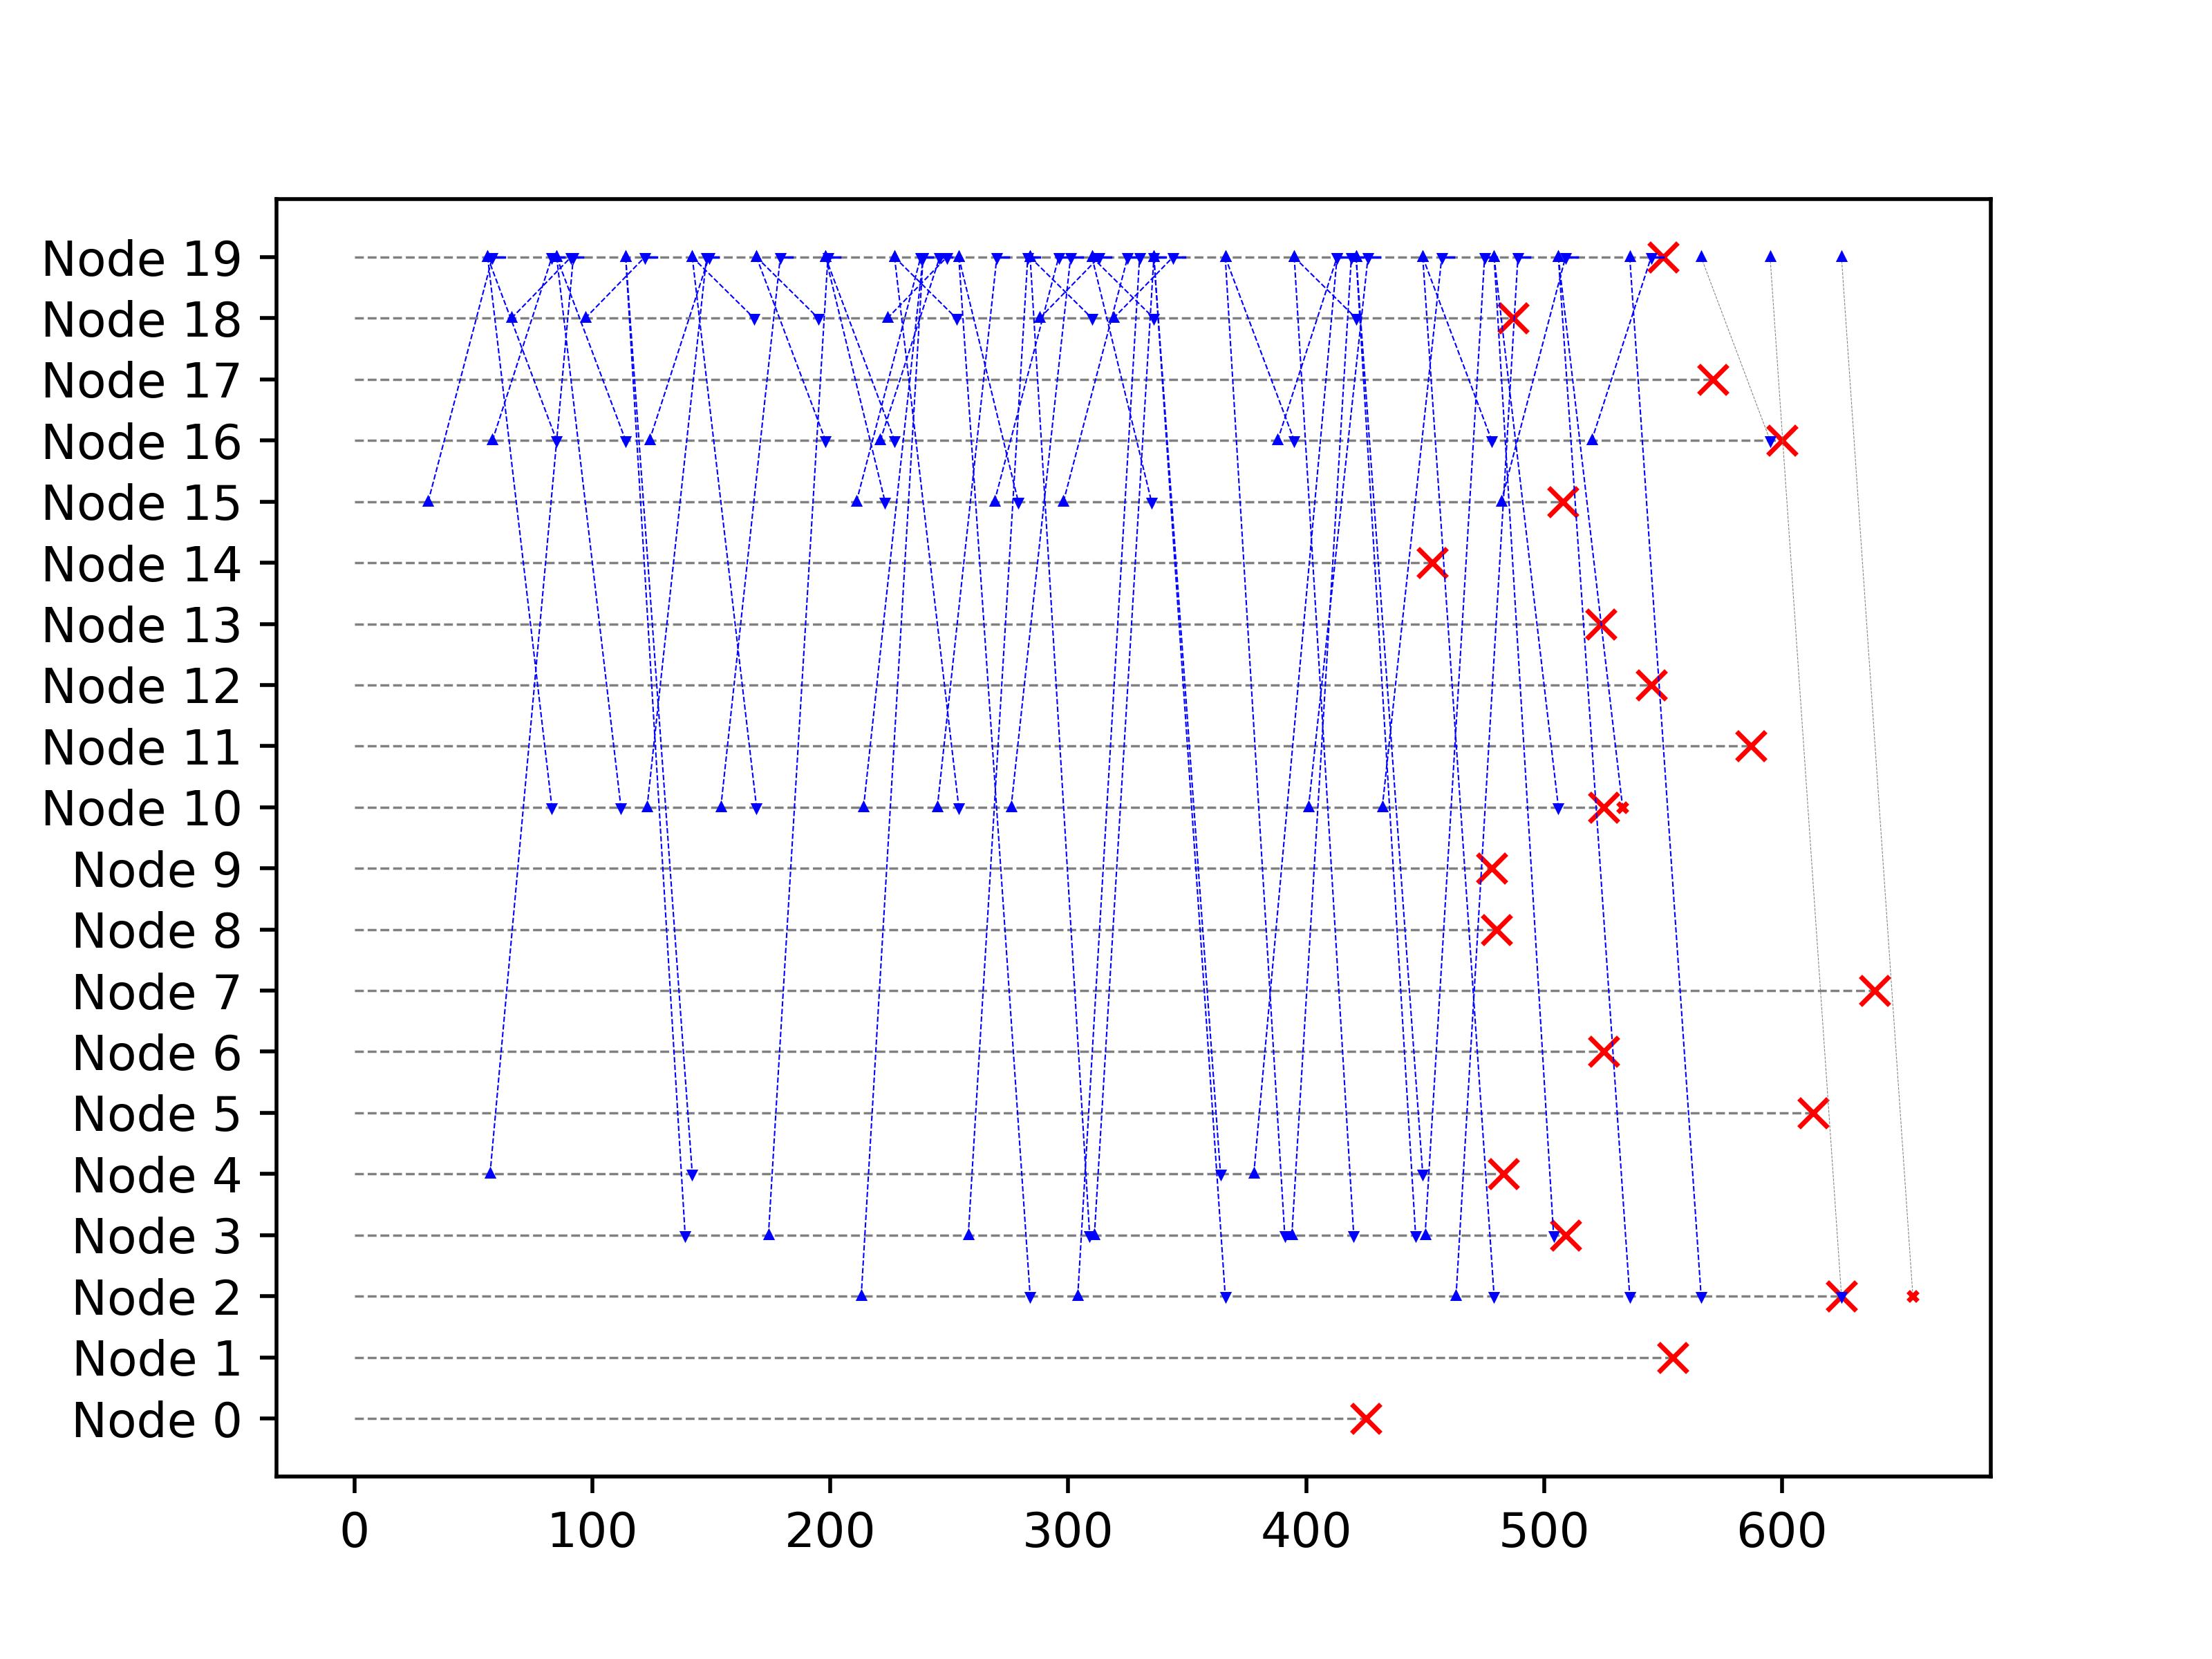 Node 19
Node 18
Node 17
Node 16
Node 15
Node 14
Node 13
Node 12
Node 11
Node 10
Node 9
Node 8
Node 7
Node 6
Node 5
Node 4
Node 3
Node 2
Node 1
Node 0
0 100 200 300 400 500 600